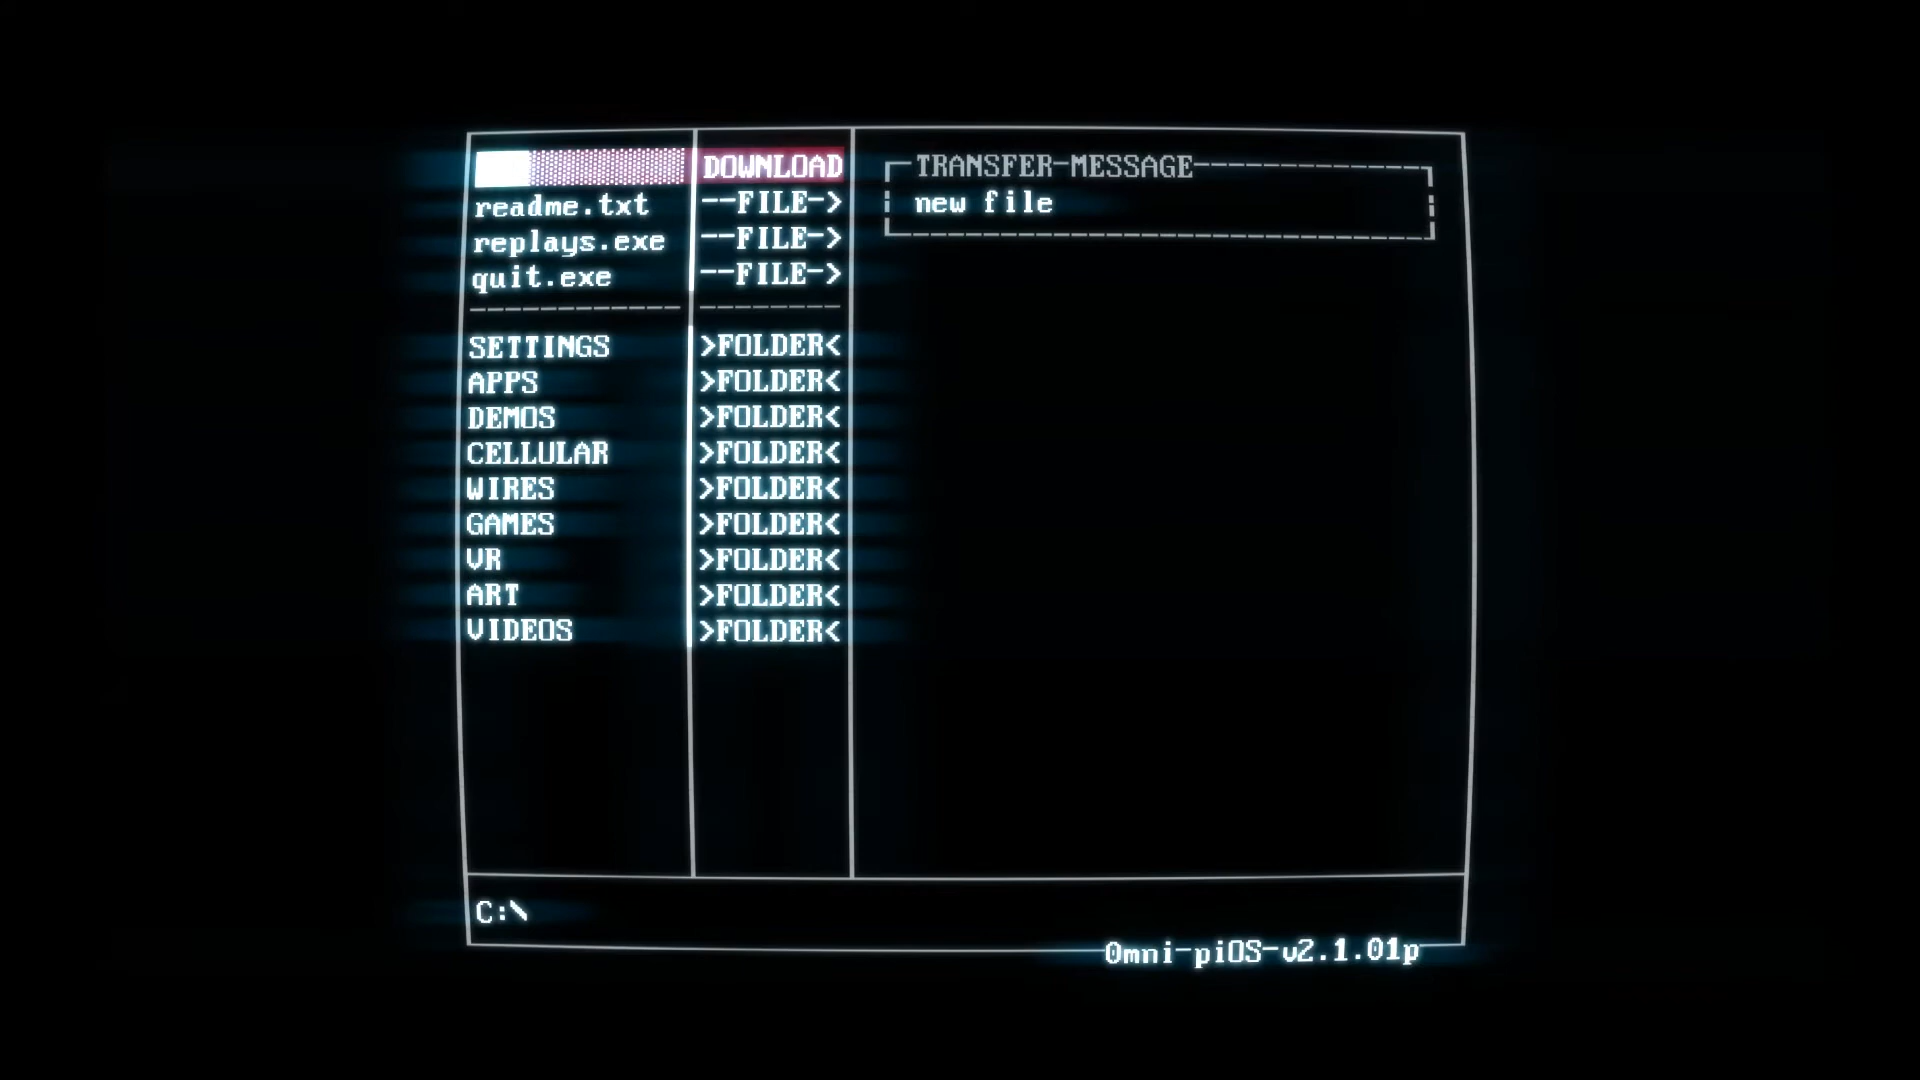 DOWNLOAD
readme.txt --FILE->
replays.exe --FILE->
quit.exe --FILE->
SETTINGS >FOLDER<
APPS >FOLDER<
DEMOS >FOLDER<
CELLULAR >FOLDER<
WIRES >FOLDER<
GAMES >FOLDER<
VR >FOLDER<
ART >FOLDER<
VIDEOS >FOLDER<
TRANSFER-MESSAGE
new file
C:\
0mni-piOS-v2.1.01p